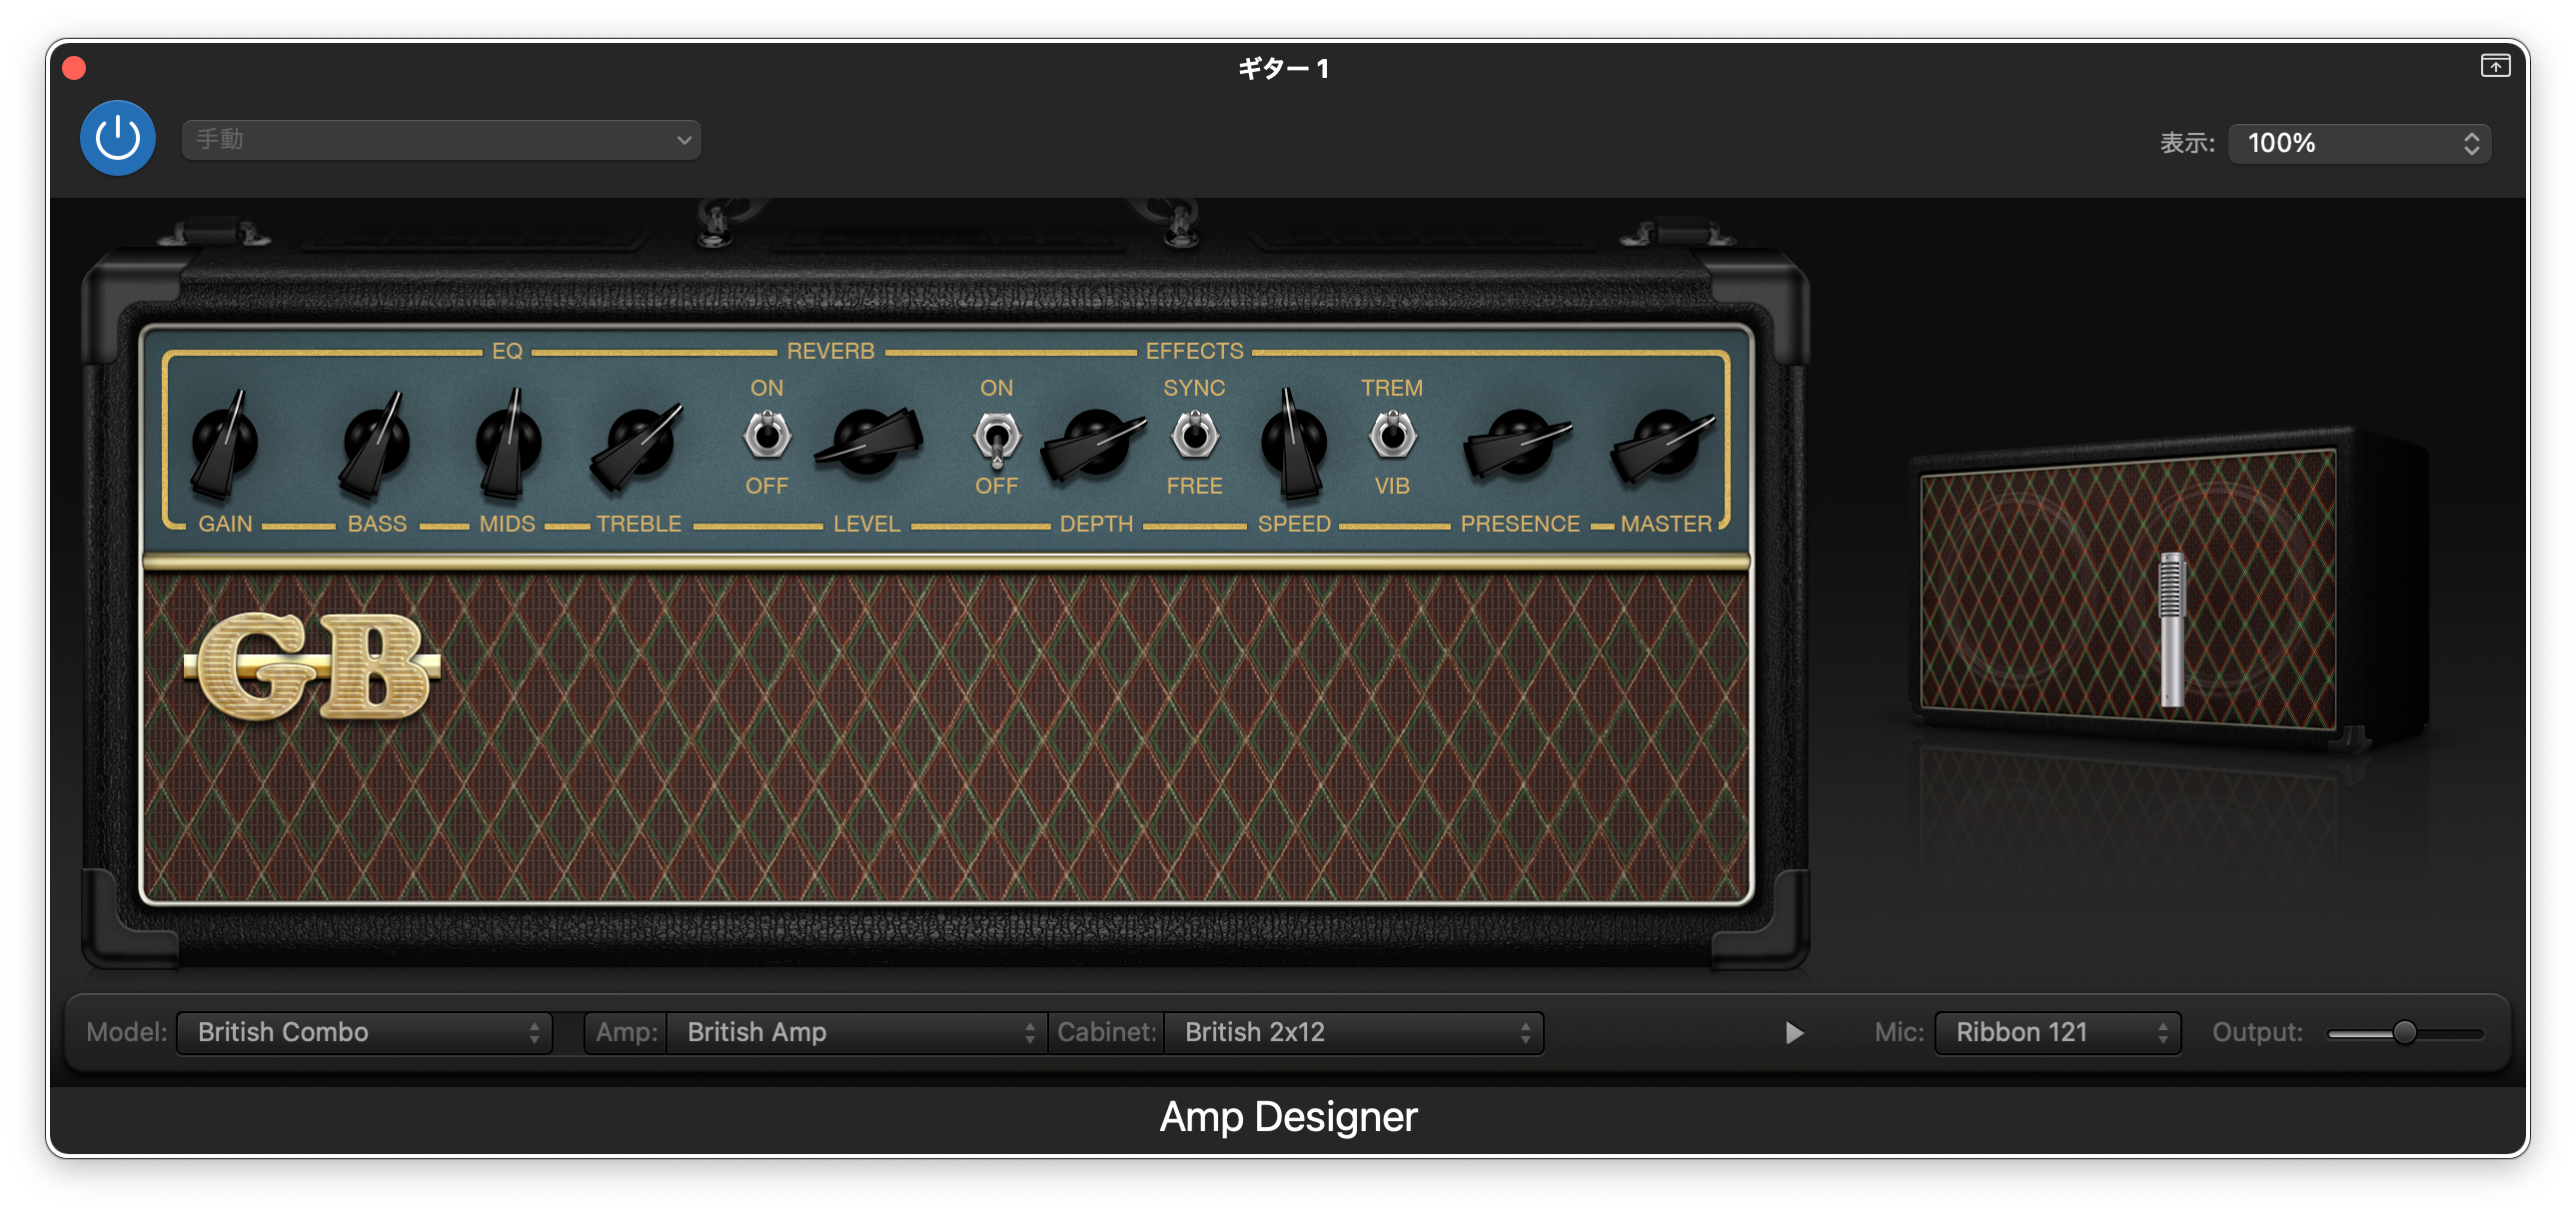 ギター 1
手動
表示: 100%
EQ REVERB EFFECTS
ON ON SYNC TREM
OFF OFF FREE VIB
GAIN BASS MIDS TREBLE LEVEL DEPTH SPEED PRESENCE MASTER
GB
Model: British Combo Amp: British Amp Cabinet: British 2x12 Mic: Ribbon 121 Output:
Amp Designer